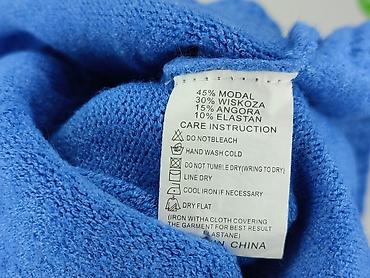 45% MODAL
30% WISKOZA
15% ANGORA
10% ELASTAN
CARE INSTRUCTION
DO NOTBLEACH
HAND WASH COLD
DO NOT TUMBLE DRY(WRING TO DRY)
LINE DRY
COOL IRON IF NECESSARY
DRY FLAT
(IRON WITHA CLOTH COVERING
THE GARMENT FOR BEST RESULT
ELASTANE)
IN CHINA